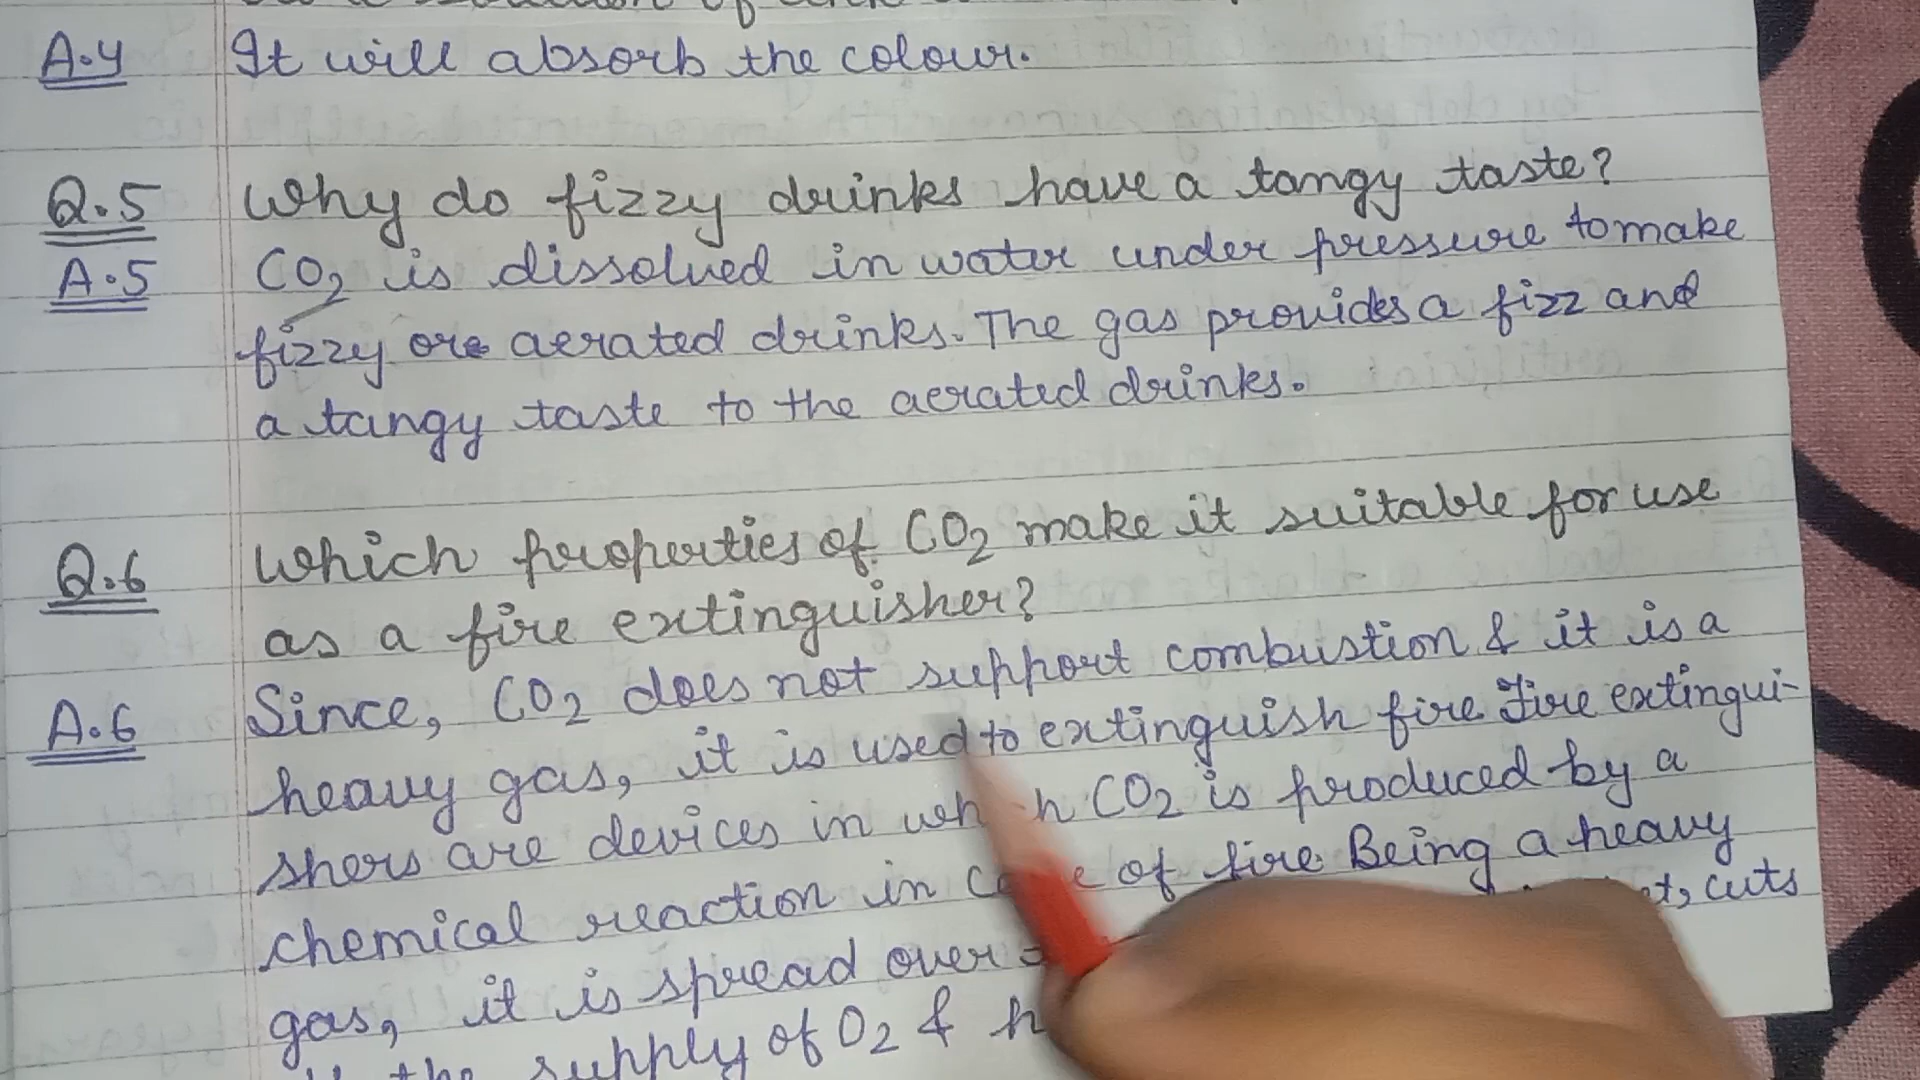 A.4 It will absorb the colour.
Q.5 Why do fizzy drinks have a tangy taste?
A.5 CO2 is dissolved in water under pressure to make
fizzy ore aerated drinks. The gas provides a fizz and
a tangy taste to the aerated drinks.
Q.6 Which properties of CO2 make it suitable for use
as a fire extinguisher?
A.6 Since, CO2 does not support combustion & it is a
heavy gas, it is used to extinguish fire Fire extingui-
shers are devices in CO2 is produced by a
chemical reaction in of fire. Being a heavy
gas, it is spread over cuts
the supply of O2 &